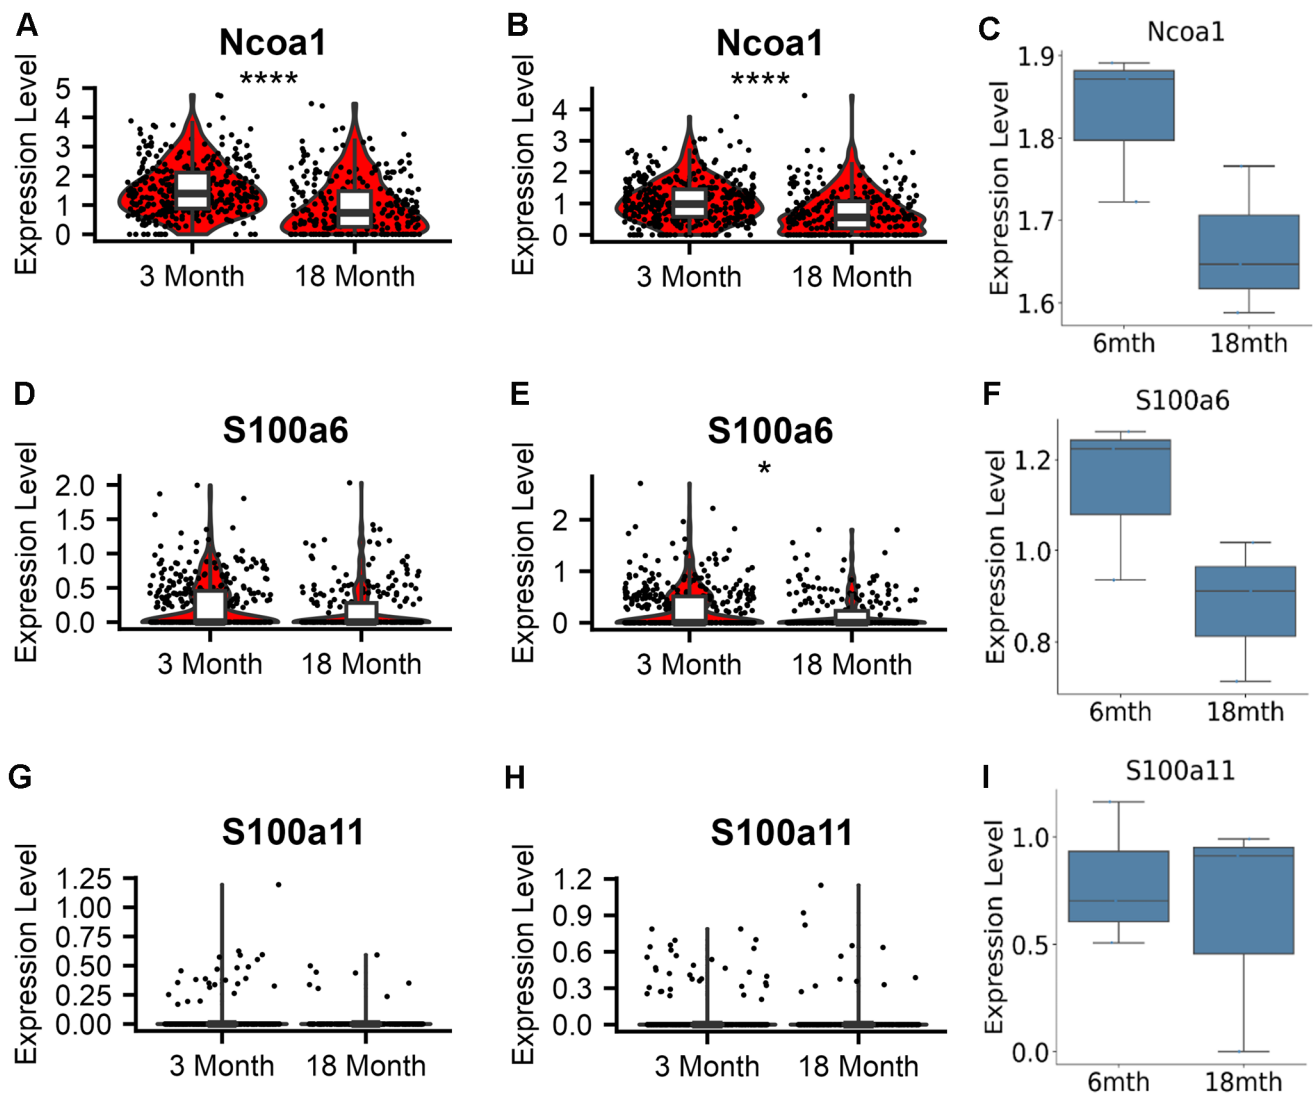 A
Ncoa1
****
Expression Level
5
4
3
2
1
0
3 Month
18 Month
B
Ncoa1
****
Expression Level
4
3
2
1
0
3 Month
18 Month
C
Ncoa1
Expression Level
1.9
1.8
1.7
1.6
6mth
18mth
D
S100a6
Expression Level
2.0
1.5
1.0
0.5
0.0
3 Month
18 Month
E
S100a6
*
Expression Level
2
1
0
3 Month
18 Month
F
S100a6
Expression Level
1.2
1.0
0.8
6mth
18mth
G
S100a11
Expression Level
1.25
1.00
0.75
0.50
0.25
0.00
3 Month
18 Month
H
S100a11
Expression Level
1.2
0.9
0.6
0.3
0.0
3 Month
18 Month
I
S100a11
Expression Level
1.0
0.5
0.0
6mth
18mth